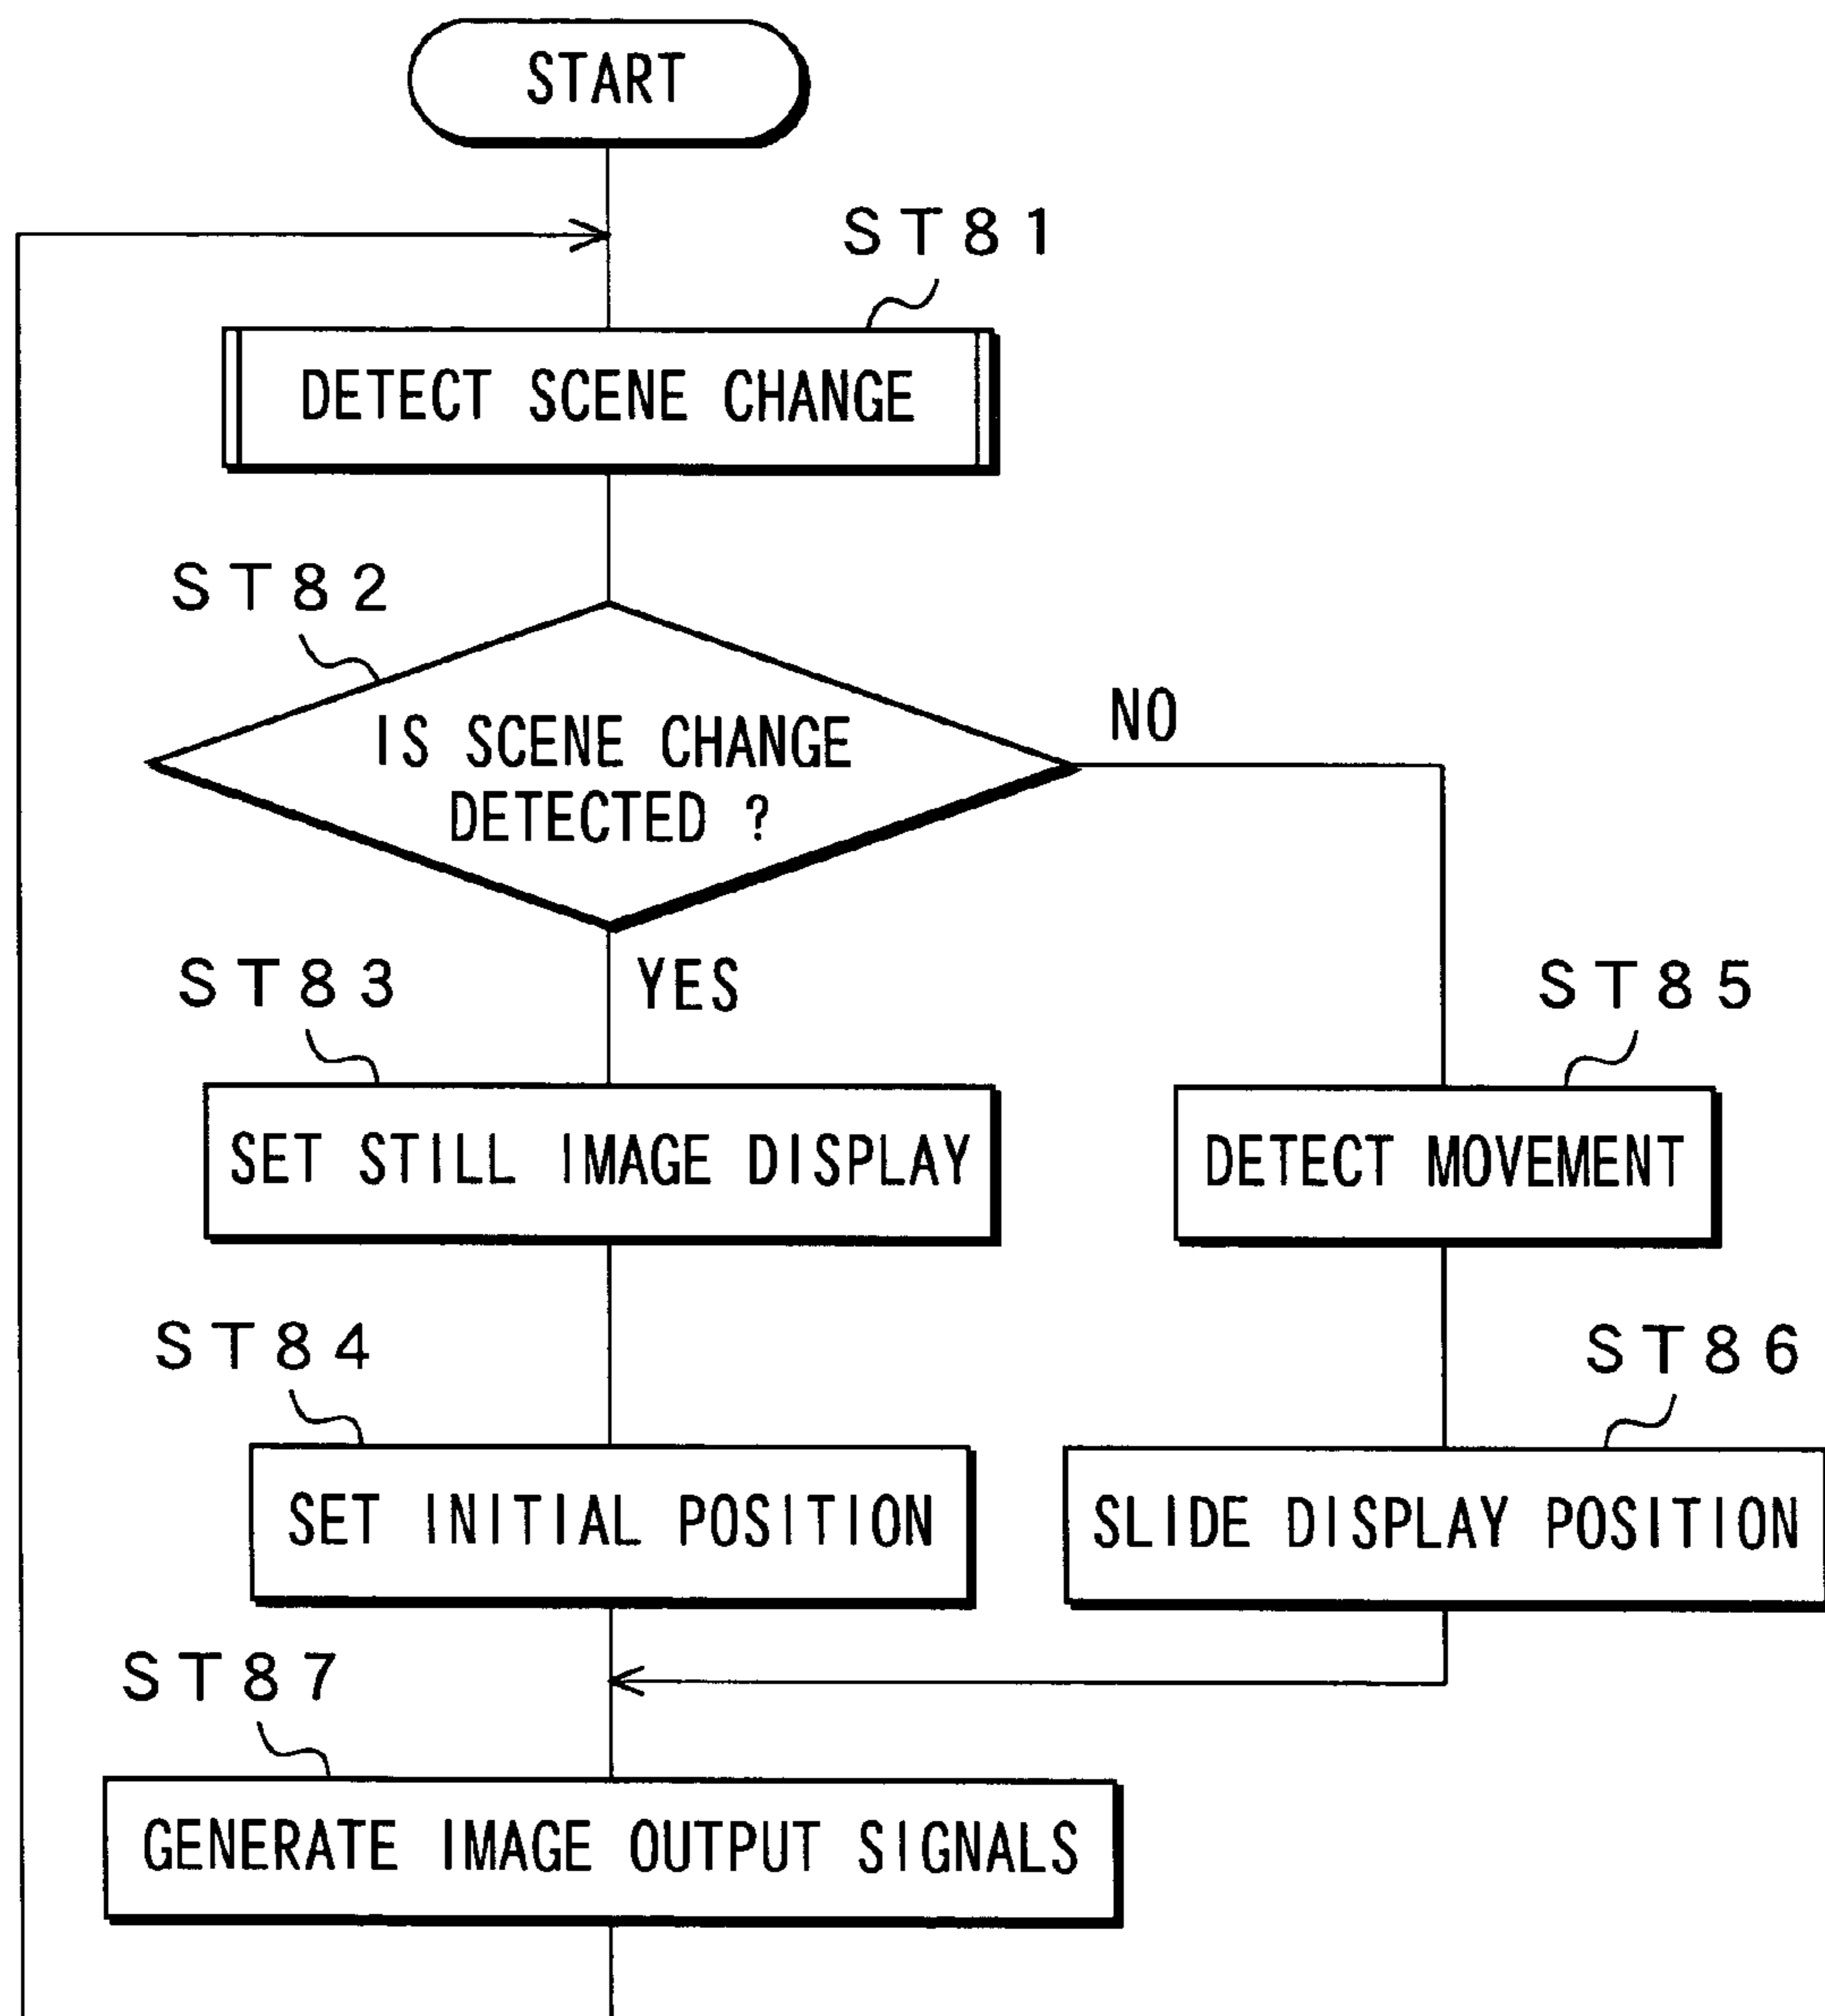 START
ST81
DETECT SCENE CHANGE
ST82
IS SCENE CHANGE
DETECTED ?
NO
YES
ST83
SET STILL IMAGE DISPLAY
ST85
DETECT MOVEMENT
ST84
SET INITIAL POSITION
ST86
SLIDE DISPLAY POSITION
ST87
GENERATE IMAGE OUTPUT SIGNALS